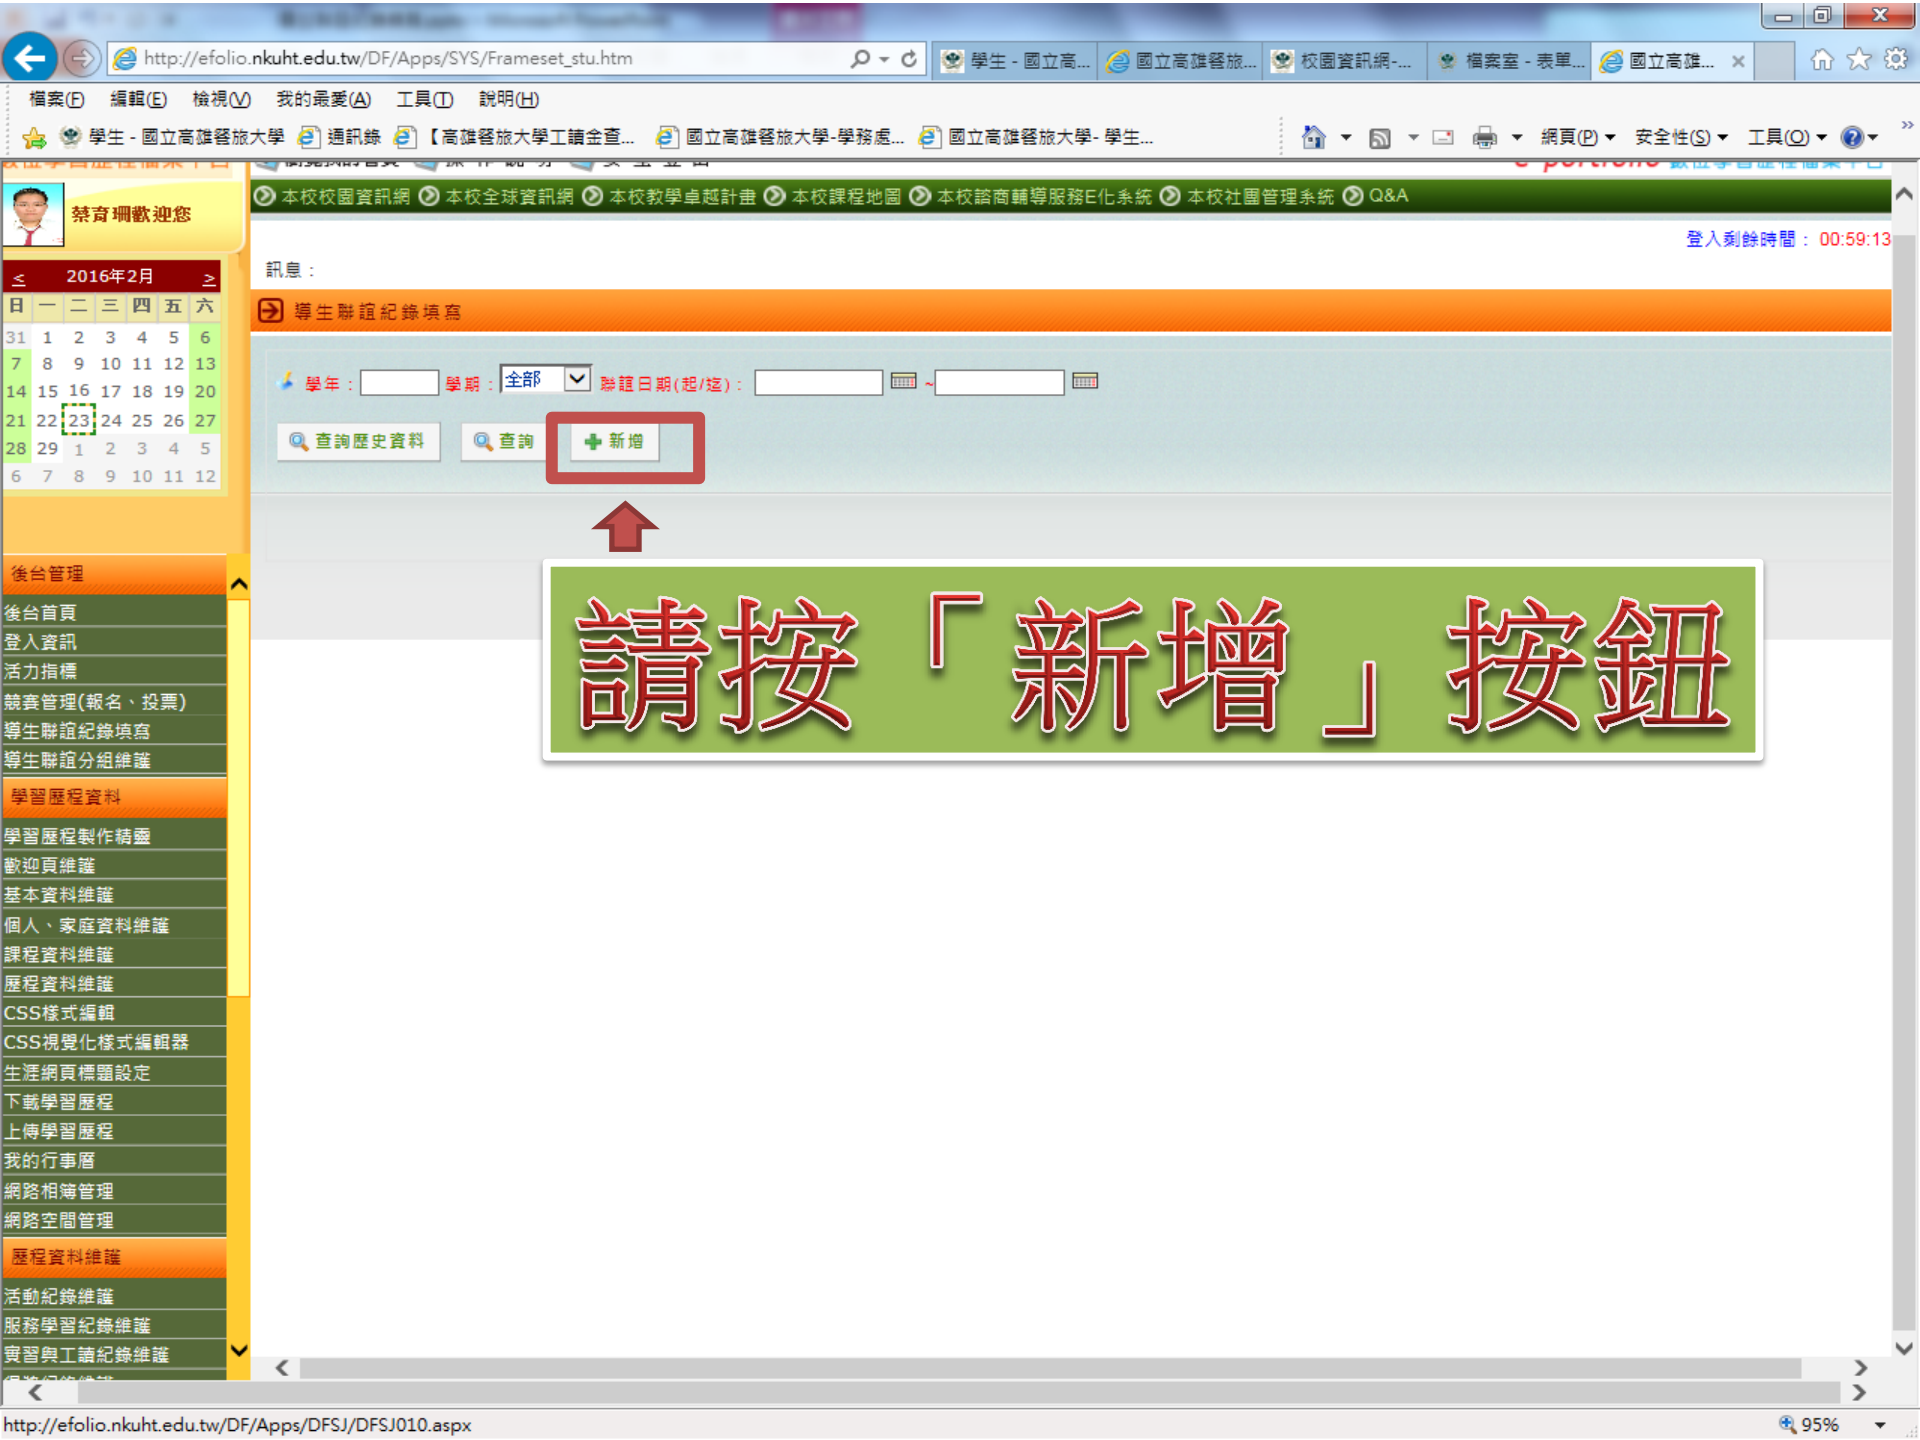 http://efolio.nkuht.edu.tw/DF/Apps/SYS/Frameset_stu.htm
學生 - 國立高...
國立高雄餐旅...
校園資訊網-...
檔案室 - 表單...
國立高雄...
檔案(F) 編輯(E) 檢視(V) 我的最愛(A) 工具(T) 說明(H)
學生 - 國立高雄餐旅大學 通訊錄 【高雄餐旅大學工讀金查... 國立高雄餐旅大學-學務處... 國立高雄餐旅大學- 學生...
網頁(P) 安全性(S) 工具(O)
本校校園資訊網 本校全球資訊網 本校教學卓越計畫 本校課程地圖 本校諮商輔導服務E化系統 本校社團管理系統 Q&A
蔡育珊歡迎您
登入剩餘時間： 00:59:13
訊息：
導生聯誼紀錄填寫
學年： 學期： 全部 聯誼日期(起/迄)： ~
查詢歷史資料 查詢 新增
請按「新增」按鈕
≤ 2016年2月 ≥
日 一 二 三 四 五 六
31 1 2 3 4 5 6
7 8 9 10 11 12 13
14 15 16 17 18 19 20
21 22 23 24 25 26 27
28 29 1 2 3 4 5
6 7 8 9 10 11 12
後台管理
後台首頁
登入資訊
活力指標
競賽管理(報名、投票)
導生聯誼紀錄填寫
導生聯誼分組維護
學習歷程資料
學習歷程製作精靈
歡迎頁維護
基本資料維護
個人、家庭資料維護
課程資料維護
歷程資料維護
CSS樣式編輯
CSS視覺化樣式編輯器
生涯網頁標題設定
下載學習歷程
上傳學習歷程
我的行事曆
網路相簿管理
網路空間管理
歷程資料維護
活動紀錄維護
服務學習紀錄維護
實習與工讀紀錄維護
http://efolio.nkuht.edu.tw/DF/Apps/DFSJ/DFSJ010.aspx
95%